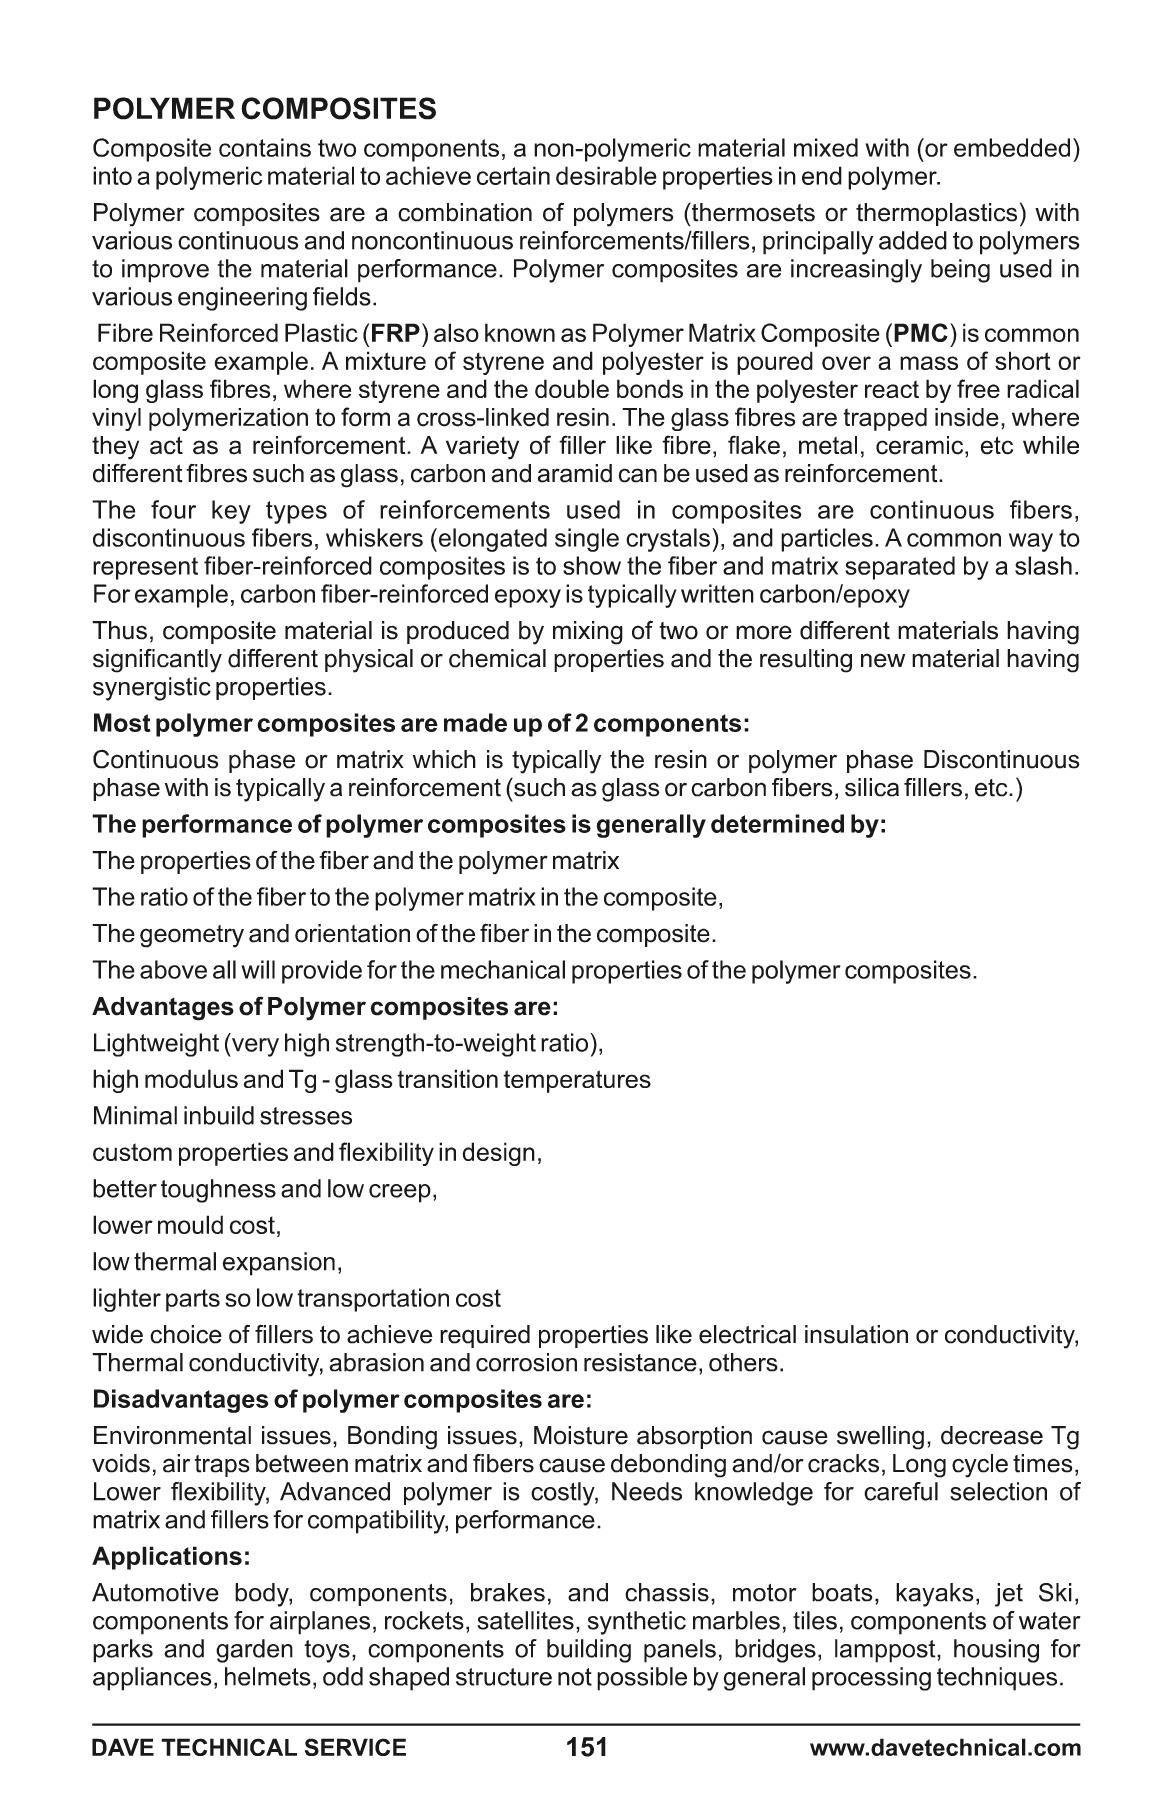 POLYMER COMPOSITES
Composite contains two components, a non-polymeric material mixed with (or embedded)
into a polymeric material to achieve certain desirable properties in end polymer.
Polymer composites are a combination of polymers (thermosets or thermoplastics) with
various continuous and noncontinuous reinforcements/fillers, principally added to polymers
to improve the material performance. Polymer composites are increasingly being used in
various engineering fields.
Fibre Reinforced Plastic (FRP) also known as Polymer Matrix Composite (PMC) is common
composite example. A mixture of styrene and polyester is poured over a mass of short or
long glass fibres, where styrene and the double bonds in the polyester react by free radical
vinyl polymerization to form a cross-linked resin. The glass fibres are trapped inside, where
they act as a reinforcement. A variety of filler like fibre, flake, metal, ceramic, etc while
different fibres such as glass, carbon and aramid can be used as reinforcement.
The four key types of reinforcements used in composites are continuous fibers,
discontinuous fibers, whiskers (elongated single crystals), and particles. A common way to
represent fiber-reinforced composites is to show the fiber and matrix separated by a slash.
For example, carbon fiber-reinforced epoxy is typically written carbon/epoxy
Thus, composite material is produced by mixing of two or more different materials having
significantly different physical or chemical properties and the resulting new material having
synergistic properties.
Most polymer composites are made up of 2 components:
Continuous phase or matrix which is typically the resin or polymer phase Discontinuous
phase with is typically a reinforcement (such as glass or carbon fibers, silica fillers, etc.)
The performance of polymer composites is generally determined by:
The properties of the fiber and the polymer matrix
The ratio of the fiber to the polymer matrix in the composite,
The geometry and orientation of the fiber in the composite.
The above all will provide for the mechanical properties of the polymer composites.
Advantages of Polymer composites are:
Lightweight (very high strength-to-weight ratio),
high modulus and Tg - glass transition temperatures
Minimal inbuild stresses
custom properties and flexibility in design,
better toughness and low creep,
lower mould cost,
low thermal expansion,
lighter parts so low transportation cost
wide choice of fillers to achieve required properties like electrical insulation or conductivity,
Thermal conductivity, abrasion and corrosion resistance, others.
Disadvantages of polymer composites are:
Environmental issues, Bonding issues, Moisture absorption cause swelling, decrease Tg
voids, air traps between matrix and fibers cause debonding and/or cracks, Long cycle times,
Lower flexibility, Advanced polymer is costly, Needs knowledge for careful selection of
matrix and fillers for compatibility, performance.
Applications:
Automotive body, components, brakes, and chassis, motor boats, kayaks, jet Ski,
components for airplanes, rockets, satellites, synthetic marbles, tiles, components of water
parks and garden toys, components of building panels, bridges, lamppost, housing for
appliances, helmets, odd shaped structure not possible by general processing techniques.
DAVE TECHNICAL SERVICE 151 www.davetechnical.com